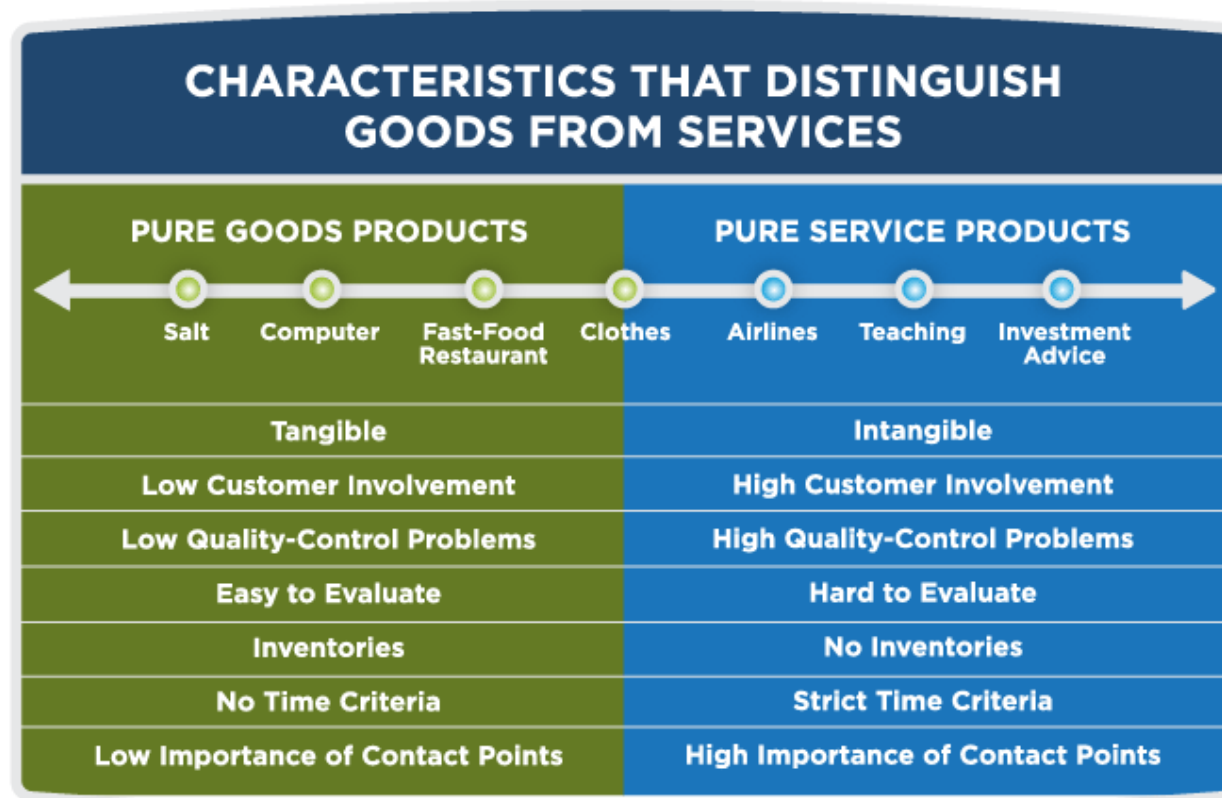 CHARACTERISTICS THAT DISTINGUISH
GOODS FROM SERVICES
PURE GOODS PRODUCTS
PURE SERVICE PRODUCTS
Salt
Computer
Fast-Food
Restaurant
Clothes
Airlines
Teaching
Investment
Advice
Tangible
Intangible
Low Customer Involvement
High Customer Involvement
Low Quality-Control Problems
High Quality-Control Problems
Easy to Evaluate
Hard to Evaluate
Inventories
No Inventories
No Time Criteria
Strict Time Criteria
Low Importance of Contact Points
High Importance of Contact Points